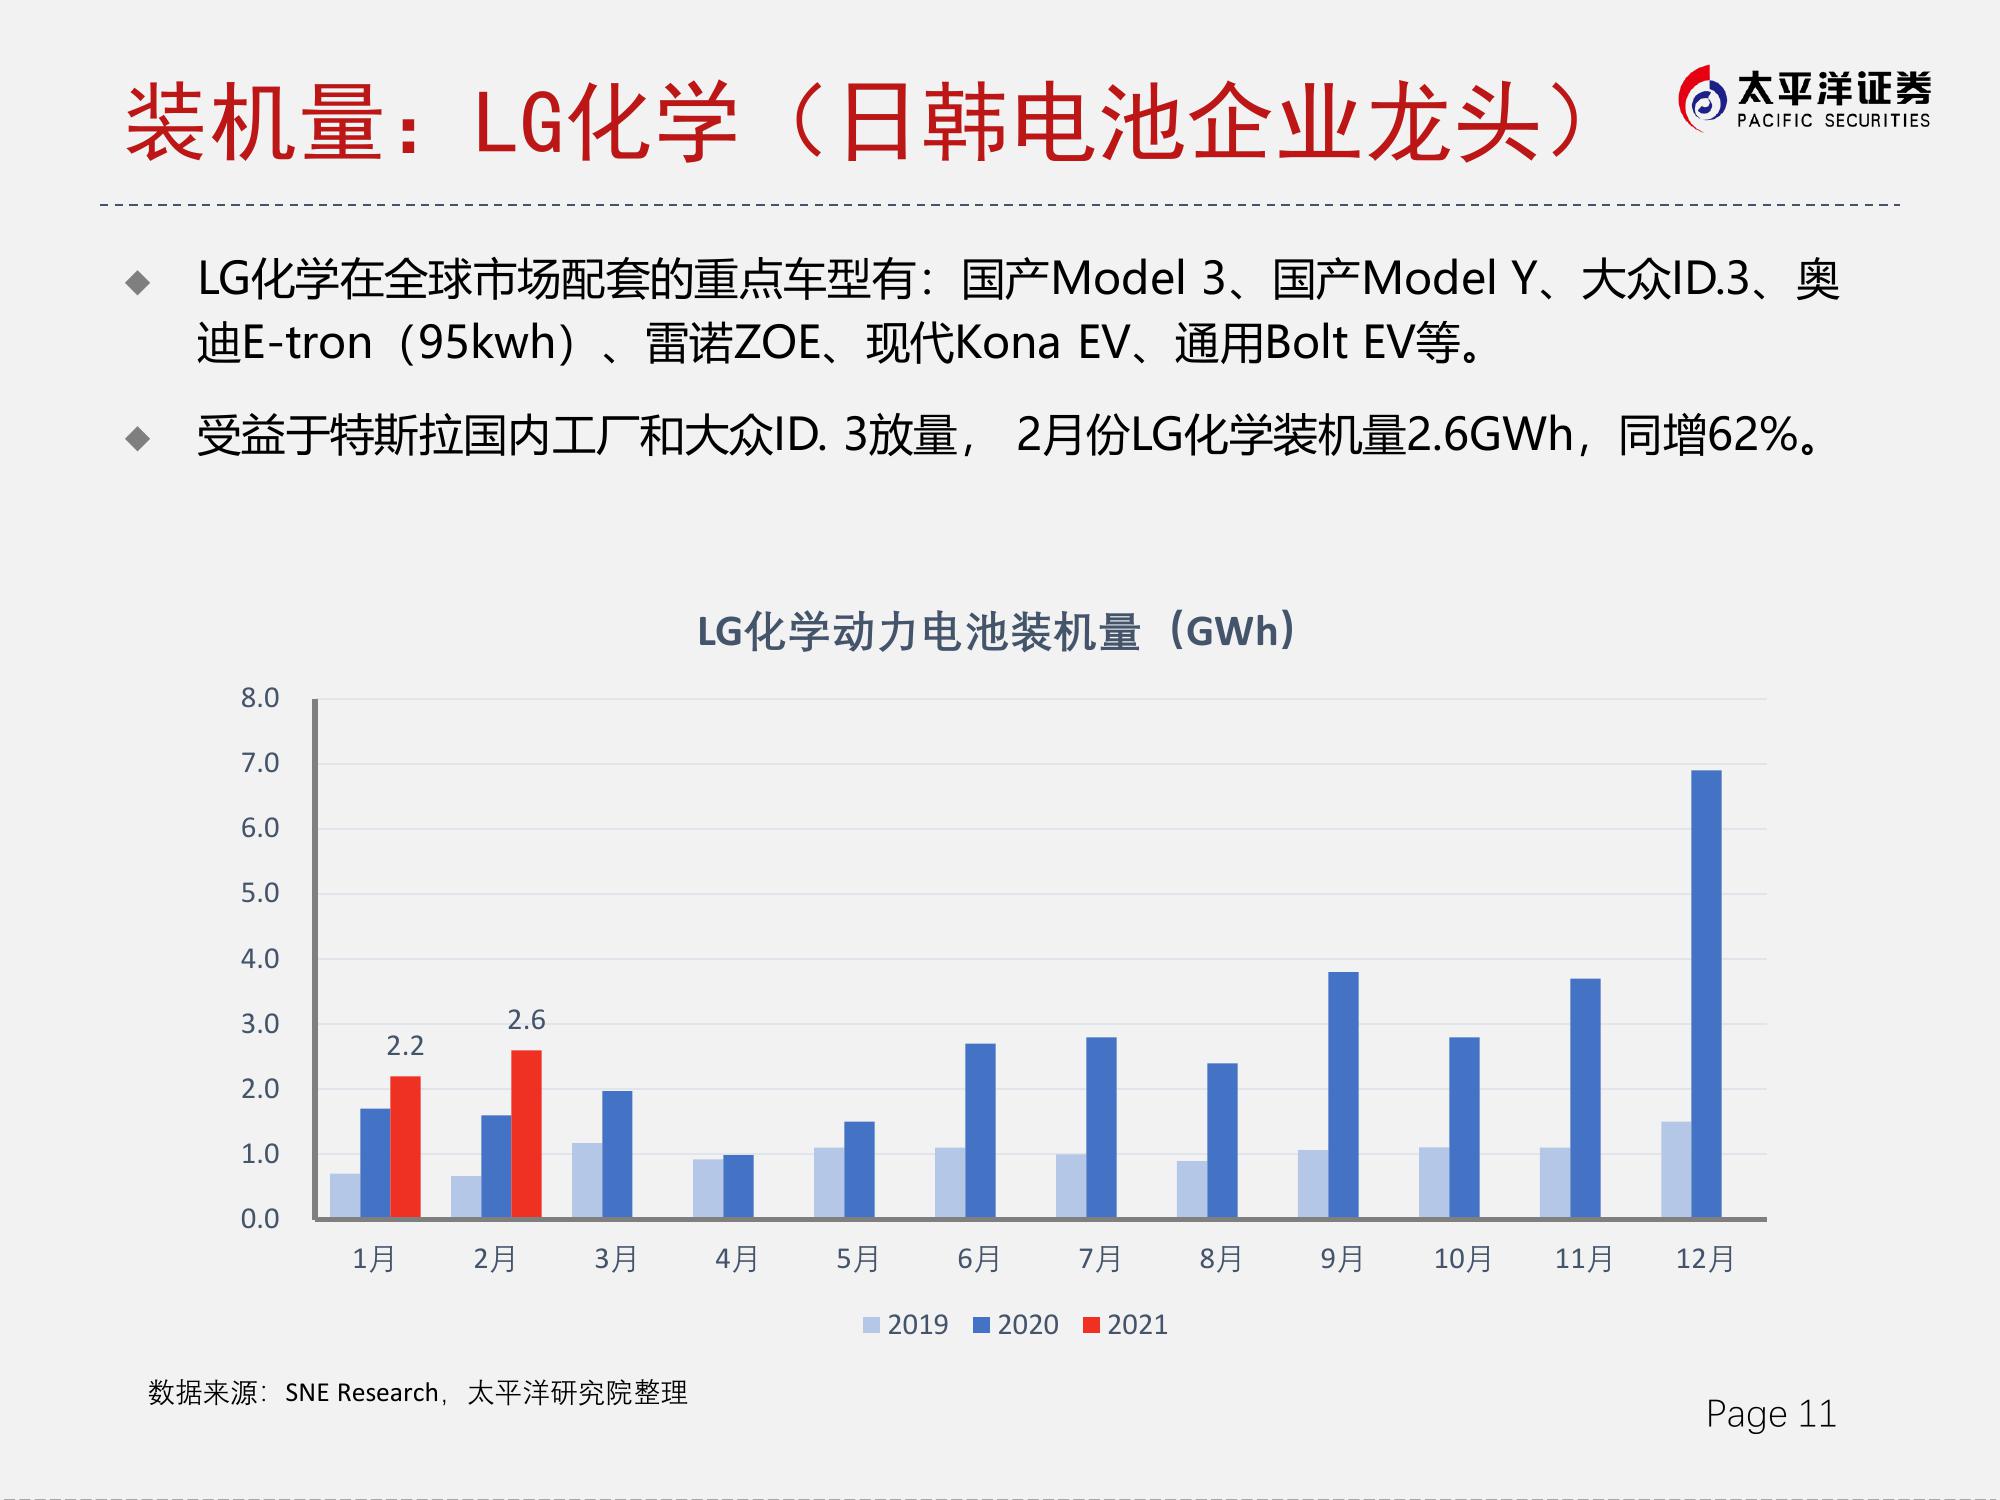 装机量：LG化学（日韩电池企业龙头）
太平洋证券
PACIFIC SECURITIES
LG化学在全球市场配套的重点车型有：国产Model 3、国产Model Y、大众ID.3、奥
迪E-tron（95kwh）、雷诺ZOE、现代Kona EV、通用Bolt EV等。
受益于特斯拉国内工厂和大众ID. 3放量， 2月份LG化学装机量2.6GWh，同增62%。
LG化学动力电池装机量（GWh）
8.0
7.0
6.0
5.0
4.0
3.0
2.0
1.0
0.0
2.2
2.6
1月 2月 3月 4月 5月 6月 7月 8月 9月 10月 11月 12月
2019 2020 2021
数据来源：SNE Research，太平洋研究院整理
Page 11